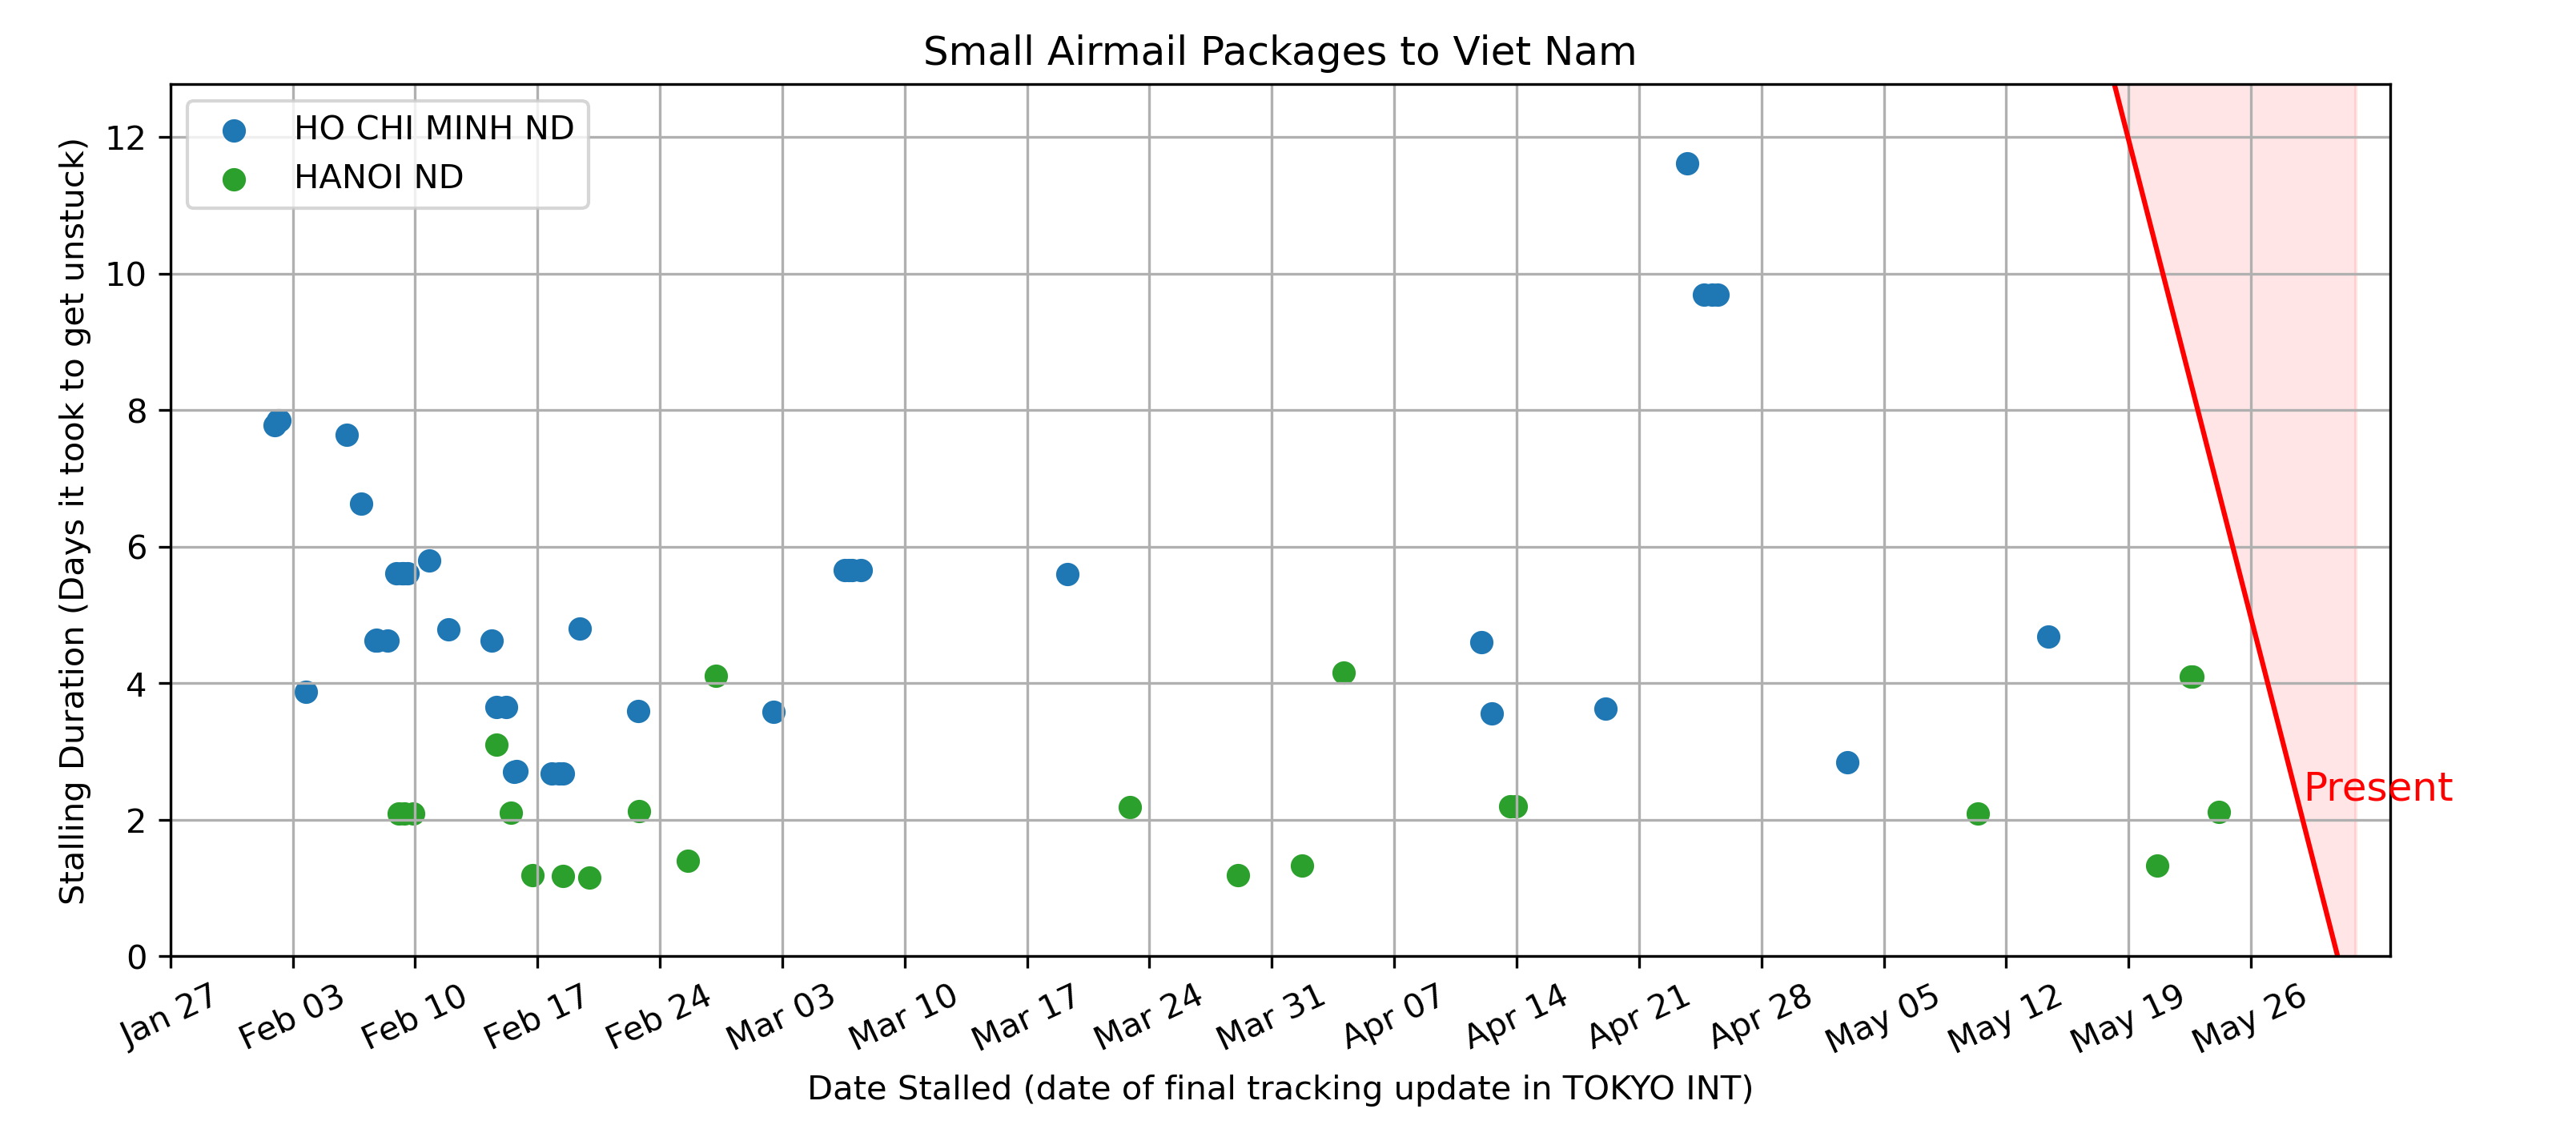 Small Airmail Packages to Viet Nam
HO CHI MINH ND
HANOI ND
Stalling Duration (Days it took to get unstuck)
12
10
8
6
4
2
0
Present
Jan 27
Feb 03
Feb 10
Feb 17
Feb 24
Mar 03
Mar 10
Mar 17
Mar 24
Mar 31
Apr 07
Apr 14
Apr 21
Apr 28
May 05
May 12
May 19
May 26
Date Stalled (date of final tracking update in TOKYO INT)